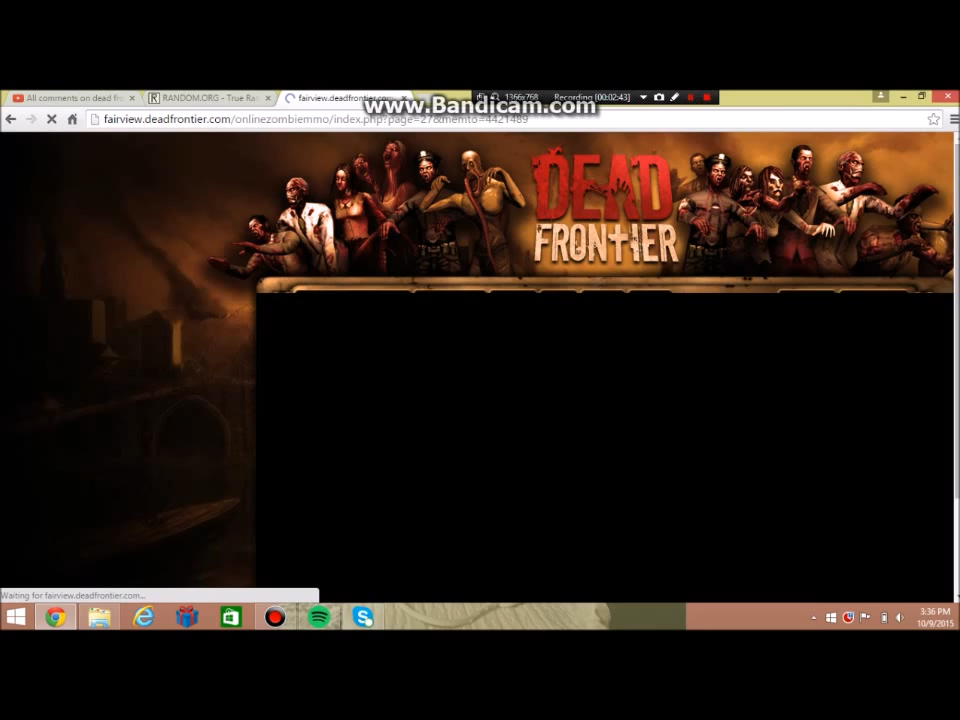 All comments on dead fr
RANDOM.ORG - True Ra
fairview.deadfrontier.com
1366x768
Recording [00:02:43]
www.Bandicam.com
fairview.deadfrontier.com/onlinezombiemmo/index.php?page=27&memto=4421489
DEAD
FRONTIER
Waiting for fairview.deadfrontier.com...
3:36 PM
10/9/2015